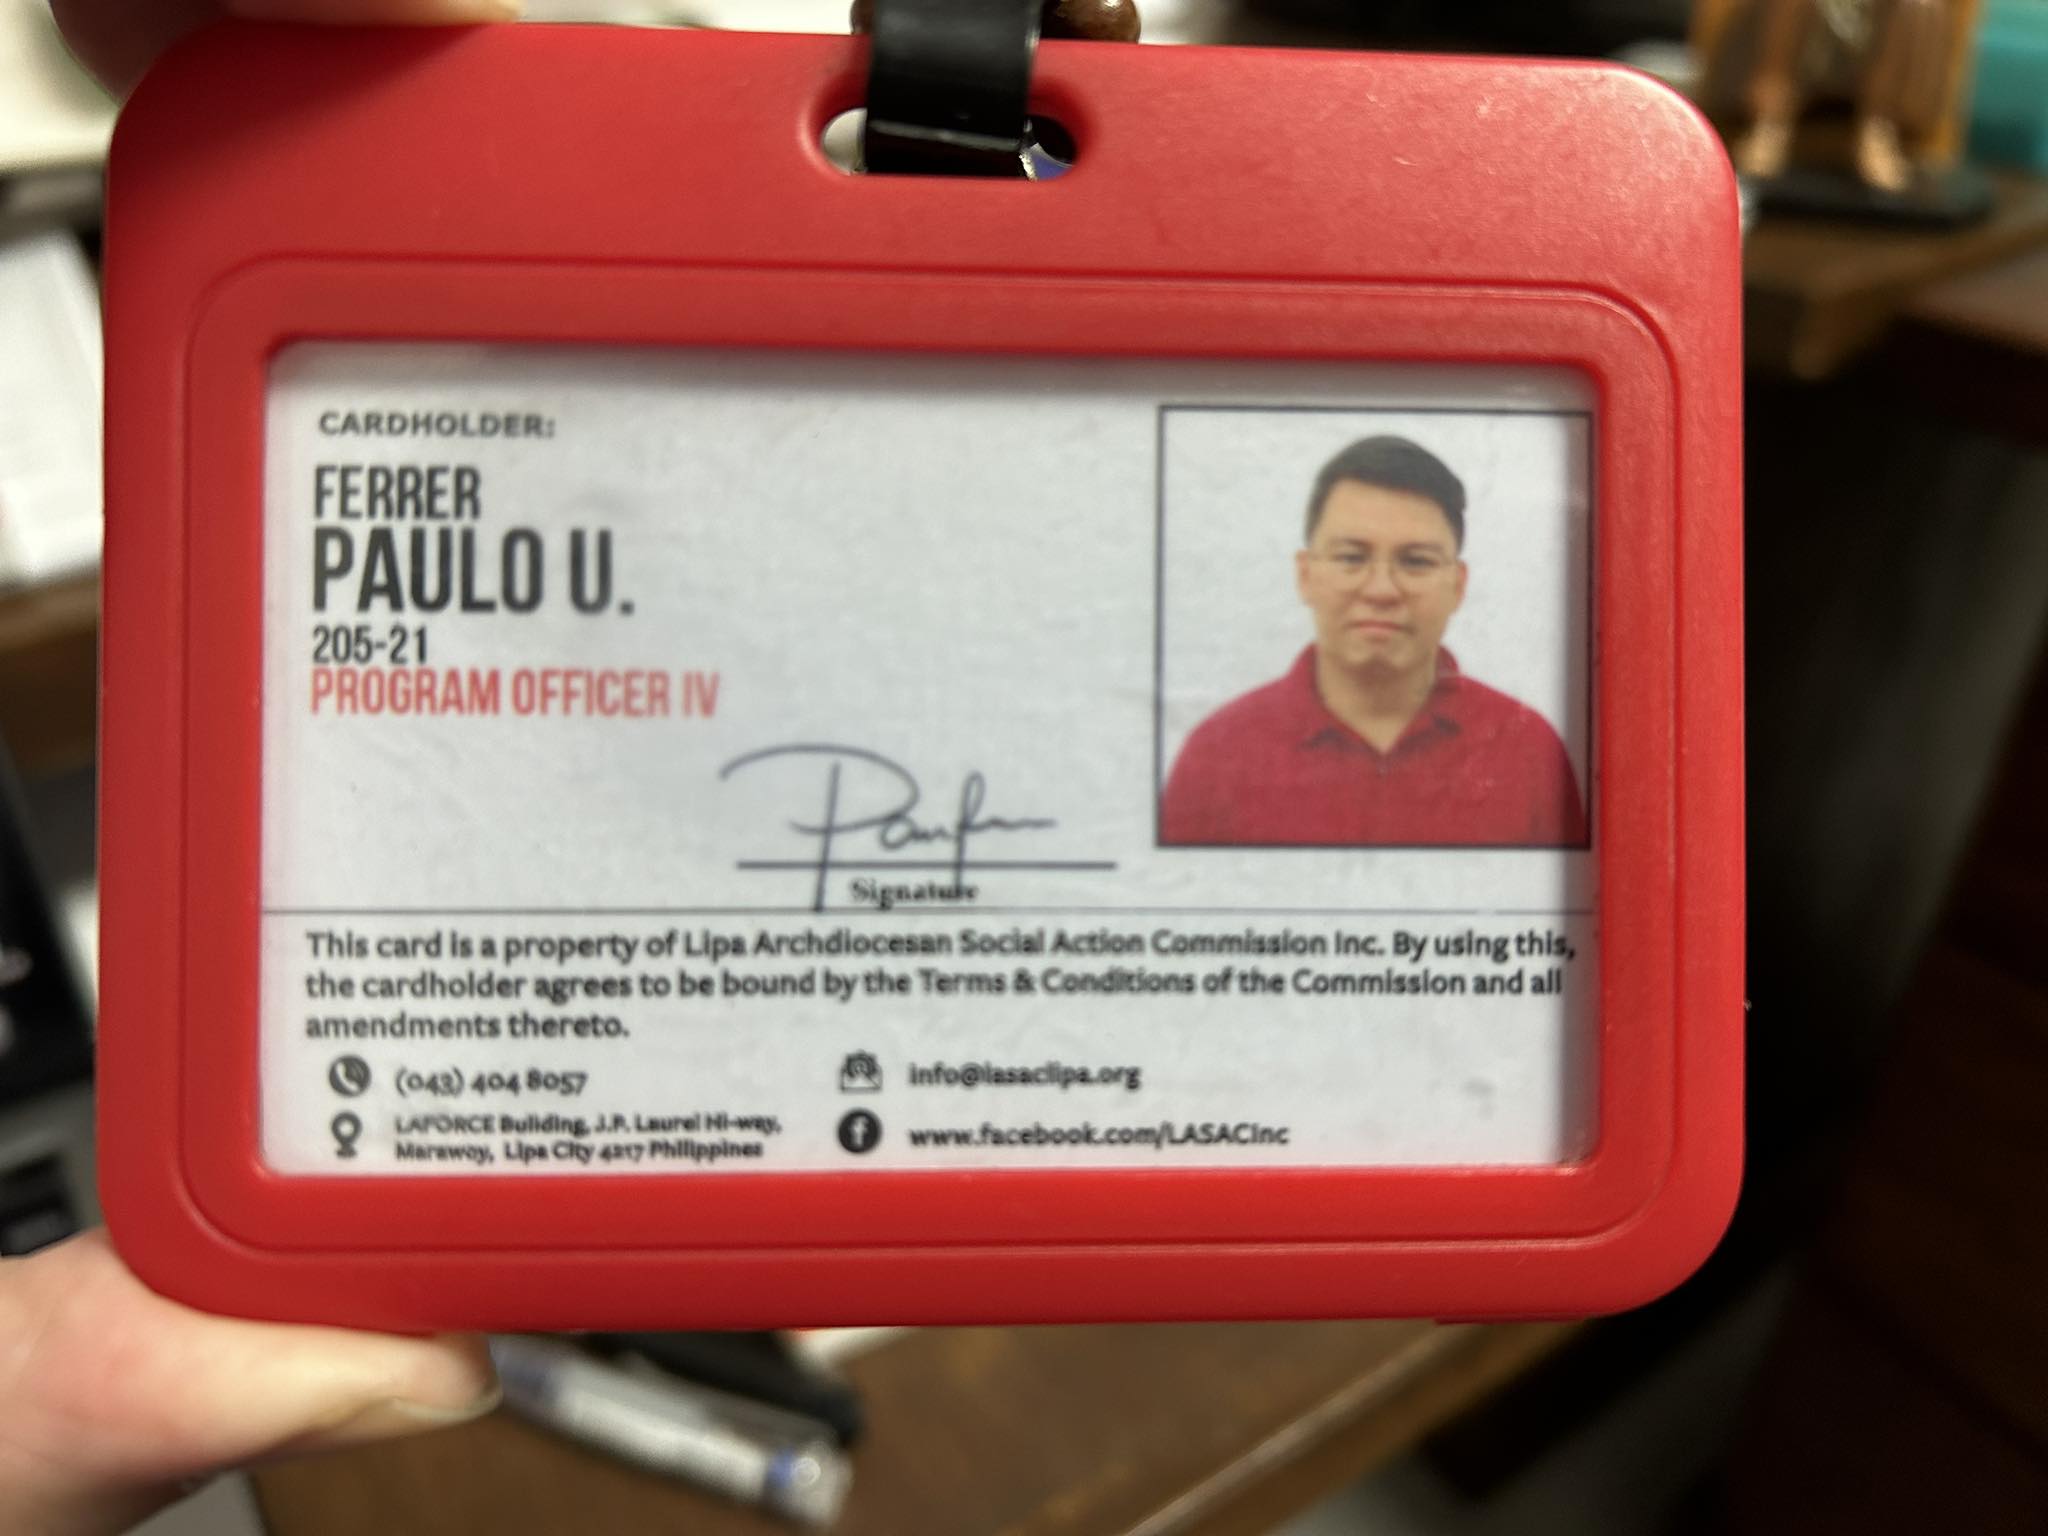 CARDHOLDER:
FERRER
PAULO U.
205-21
PROGRAM OFFICER IV
Signature
This card is a property of Lipa Archdiocesan Social Action Commission Inc. By using this,
the cardholder agrees to be bound by the Terms & Conditions of the Commission and all
amendments thereto.
(043) 404 8057
info@lasaclipa.org
LAFORCE Building, J.P. Laurel Hi-way,
Marawoy, Lipa City 4217 Philippines
www.facebook.com/LASACInc